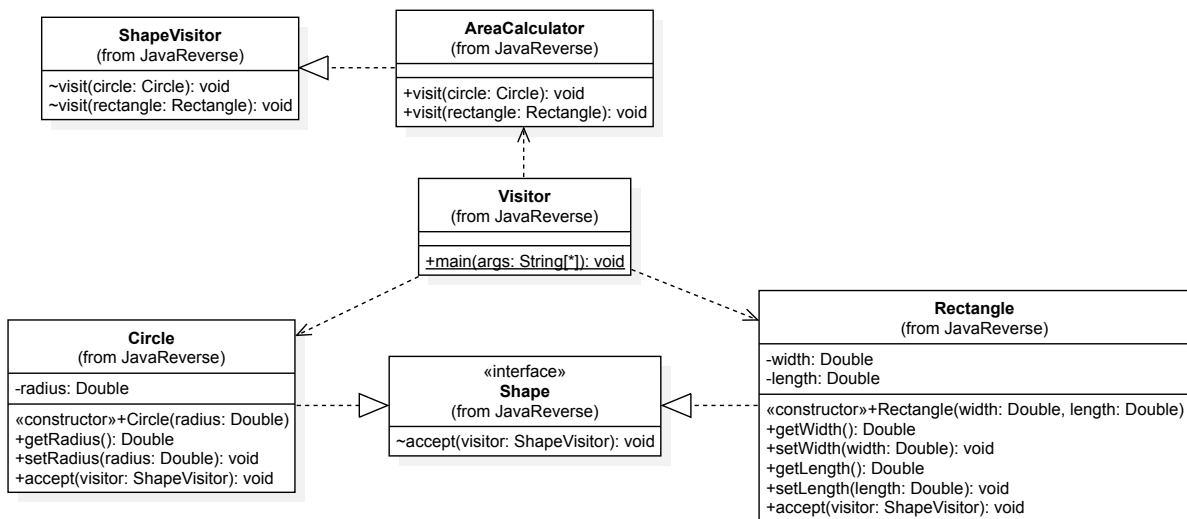 ShapeVisitor
(from JavaReverse)
~visit(circle: Circle): void
~visit(rectangle: Rectangle): void
AreaCalculator
(from JavaReverse)
+visit(circle: Circle): void
+visit(rectangle: Rectangle): void
Visitor
(from JavaReverse)
+main(args: String[*]): void
Circle
(from JavaReverse)
-radius: Double
«constructor»+Circle(radius: Double)
+getRadius(): Double
+setRadius(radius: Double): void
+accept(visitor: ShapeVisitor): void
«interface»
Shape
(from JavaReverse)
~accept(visitor: ShapeVisitor): void
Rectangle
(from JavaReverse)
-width: Double
-length: Double
«constructor»+Rectangle(width: Double, length: Double)
+getWidth(): Double
+setWidth(width: Double): void
+getLength(): Double
+setLength(length: Double): void
+accept(visitor: ShapeVisitor): void